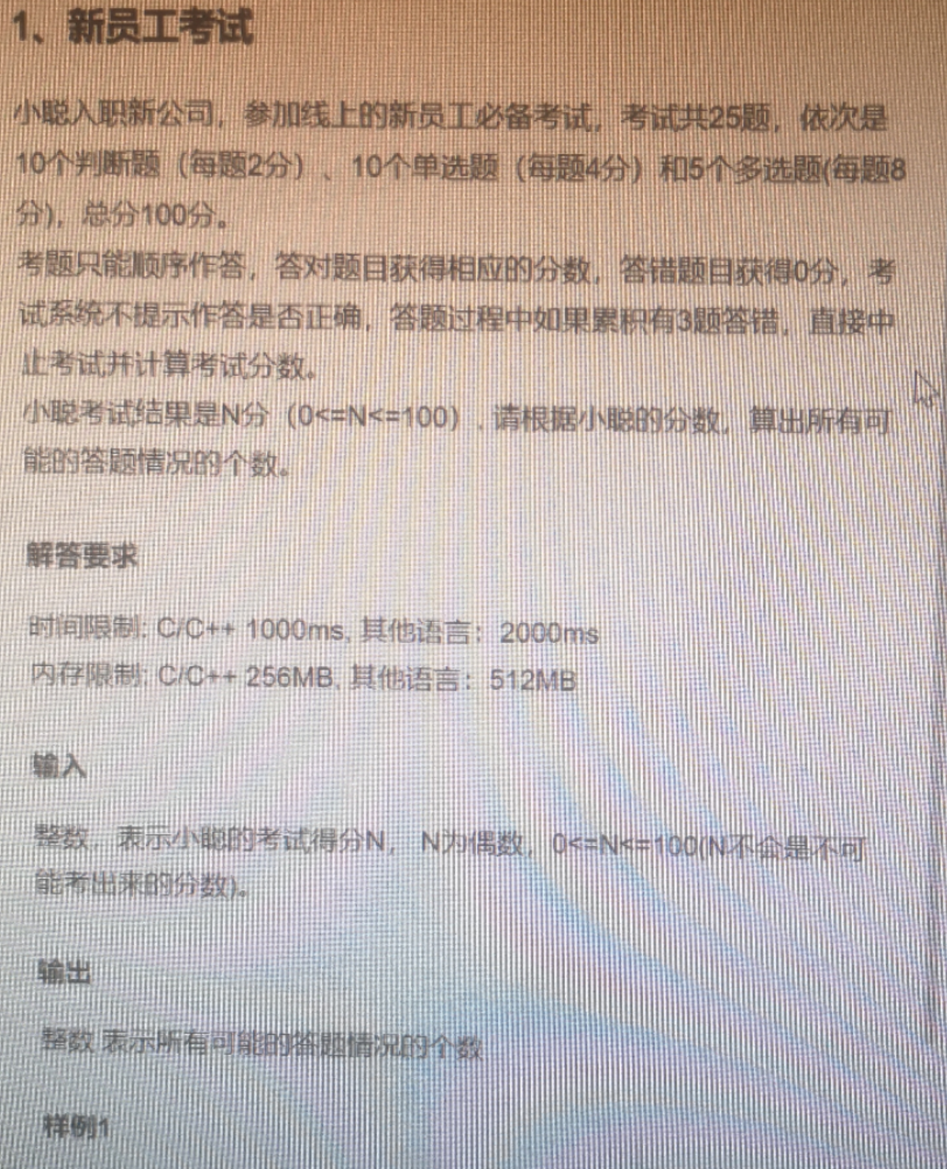 1、新员工考试
小聪入职新公司，参加线上的新员工必备考试，考试共25题，依次是
10个判断题（每题2分）、10个单选题（每题4分）和5个多选题(每题8
分)，总分100分。
考题只能顺序作答，答对题目获得相应的分数，答错题目获得0分，考
试系统不提示作答是否正确，答题过程中如果累积有3题答错，直接中
止考试并计算考试分数。
小聪考试结果是N分（0<=N<=100）, 请根据小聪的分数，算出所有可
能的答题情况的个数。
解答要求
时间限制: C/C++ 1000ms, 其他语言：2000ms
内存限制: C/C++ 256MB, 其他语言：512MB
输入
整数，表示小聪的考试得分N， N为偶数，0<=N<=100(N不会是不可
能考出来的分数)。
输出
整数 表示所有可能的答题情况的个数
样例1